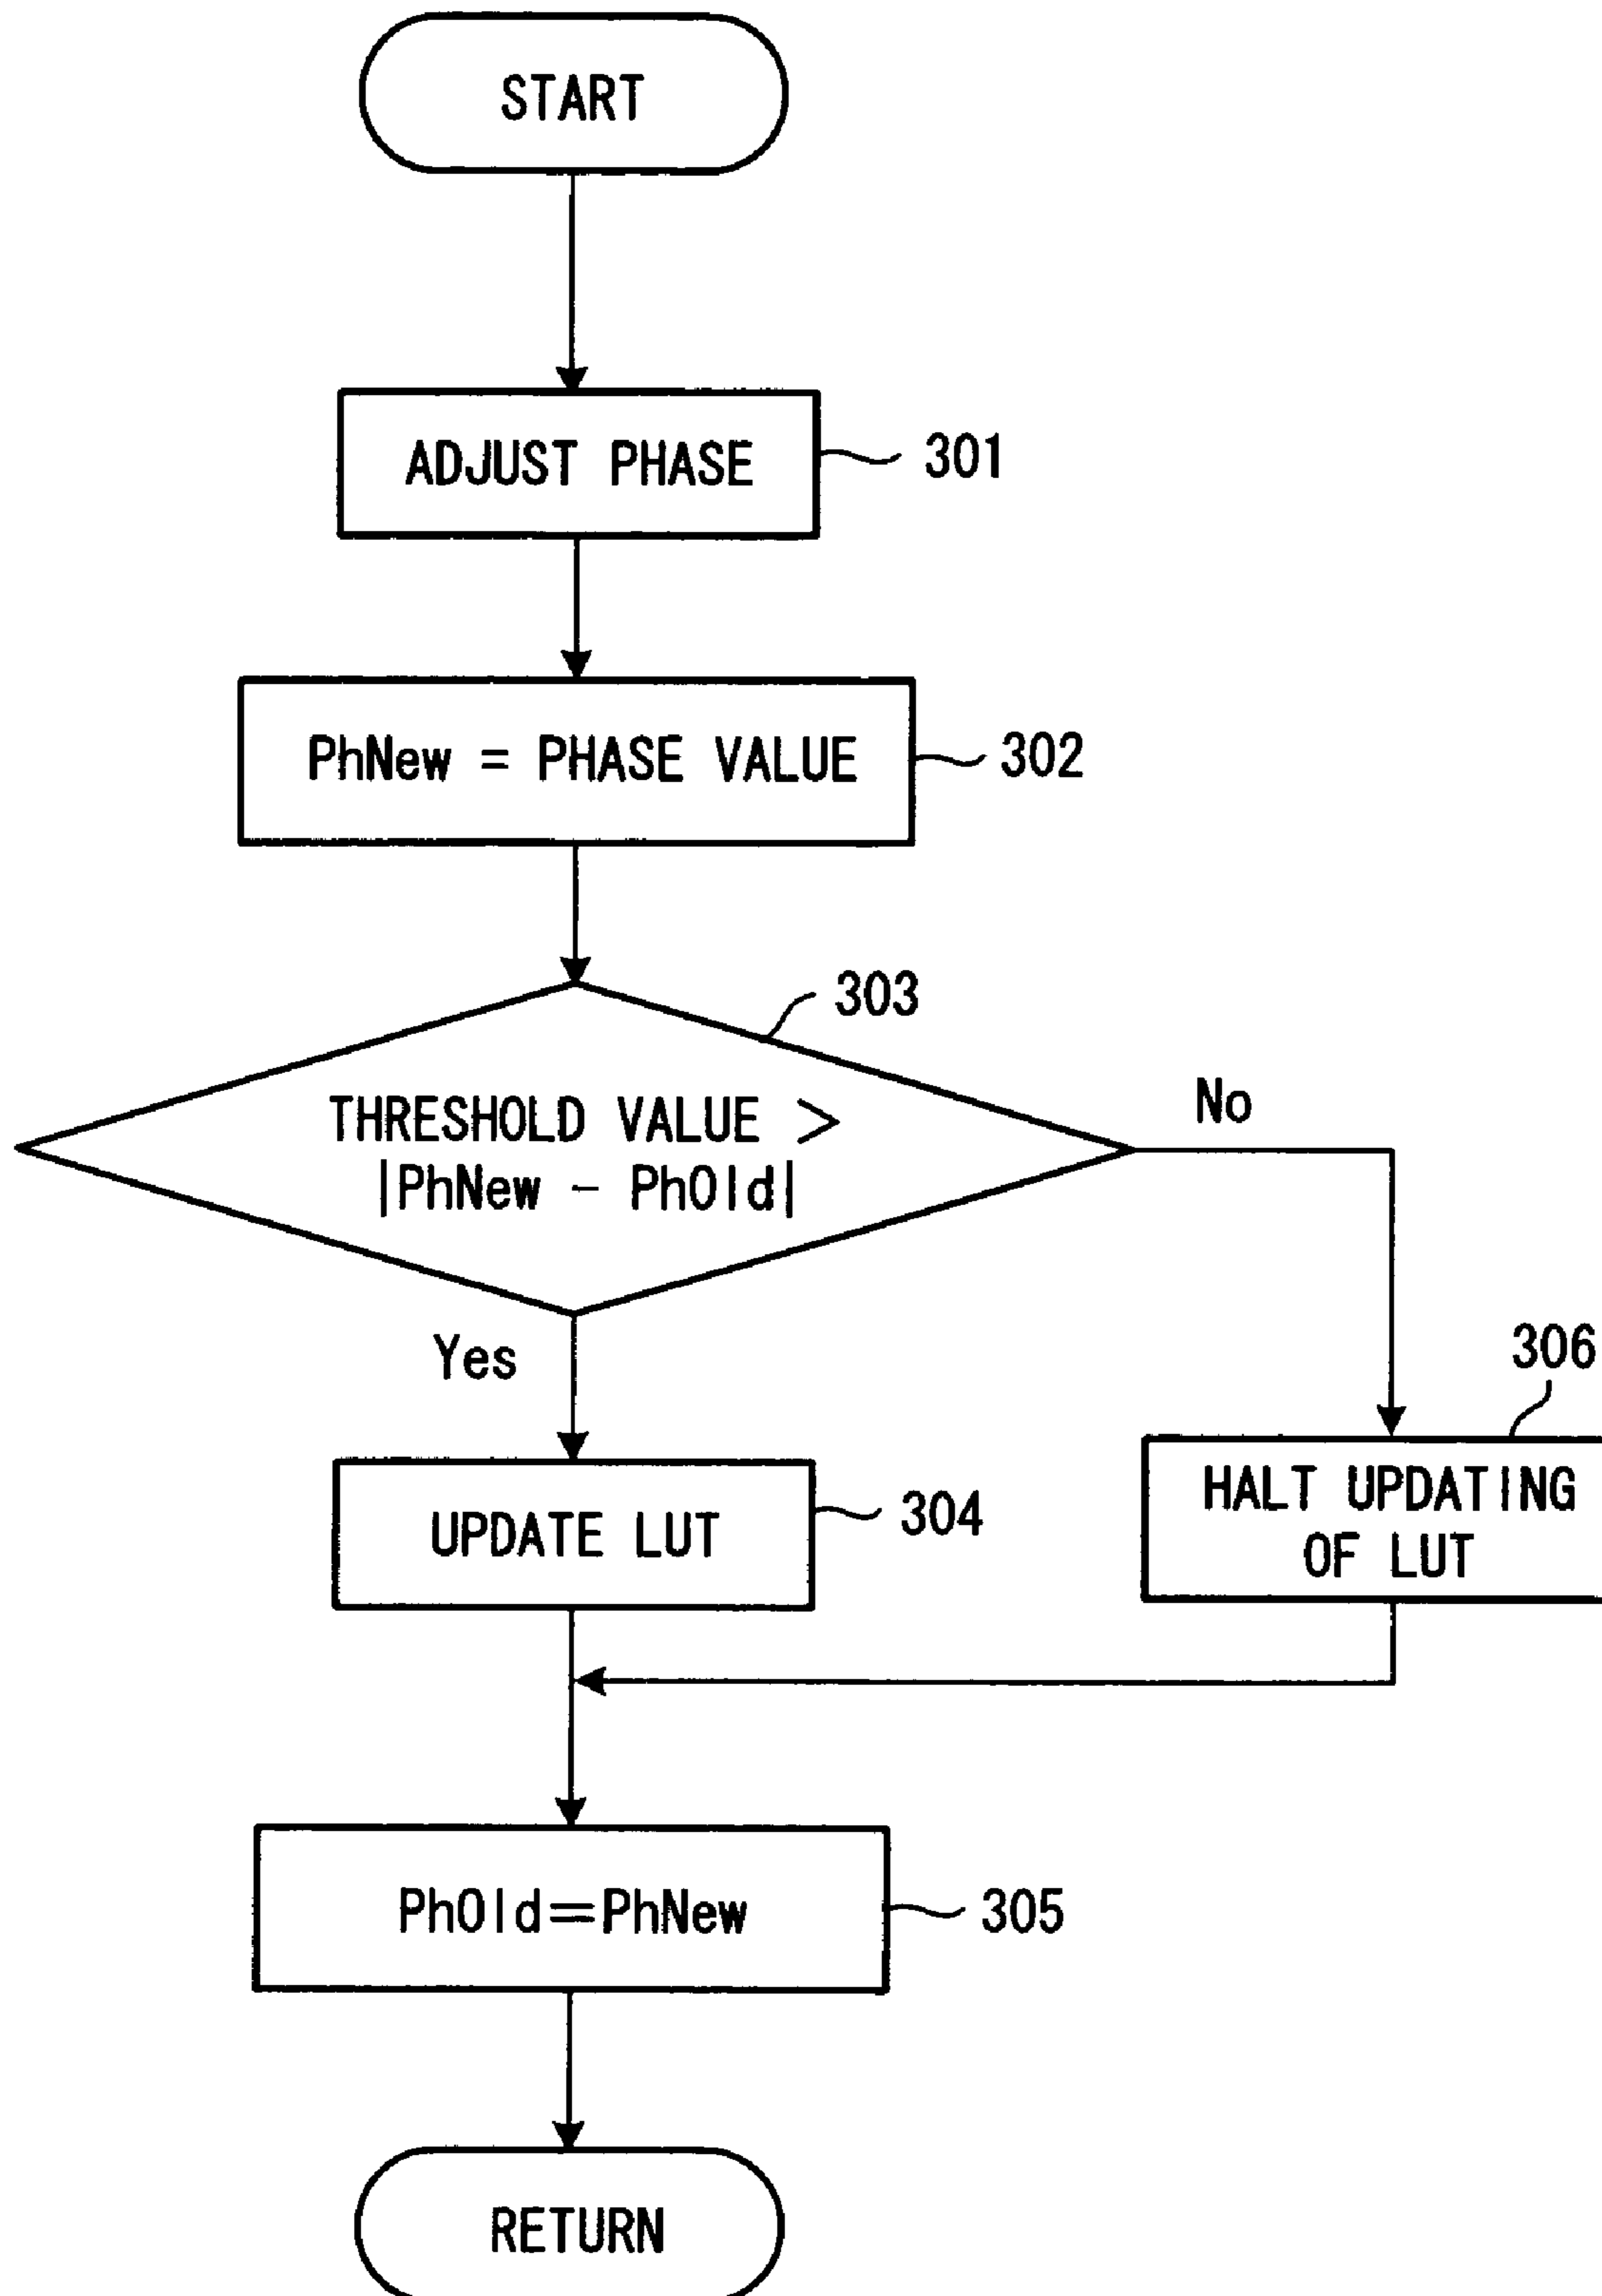 START
ADJUST PHASE
301
PhNew = PHASE VALUE
302
303
THRESHOLD VALUE >
|PhNew - PhOld|
No
Yes
306
UPDATE LUT
304
HALT UPDATING
OF LUT
PhOld=PhNew
305
RETURN